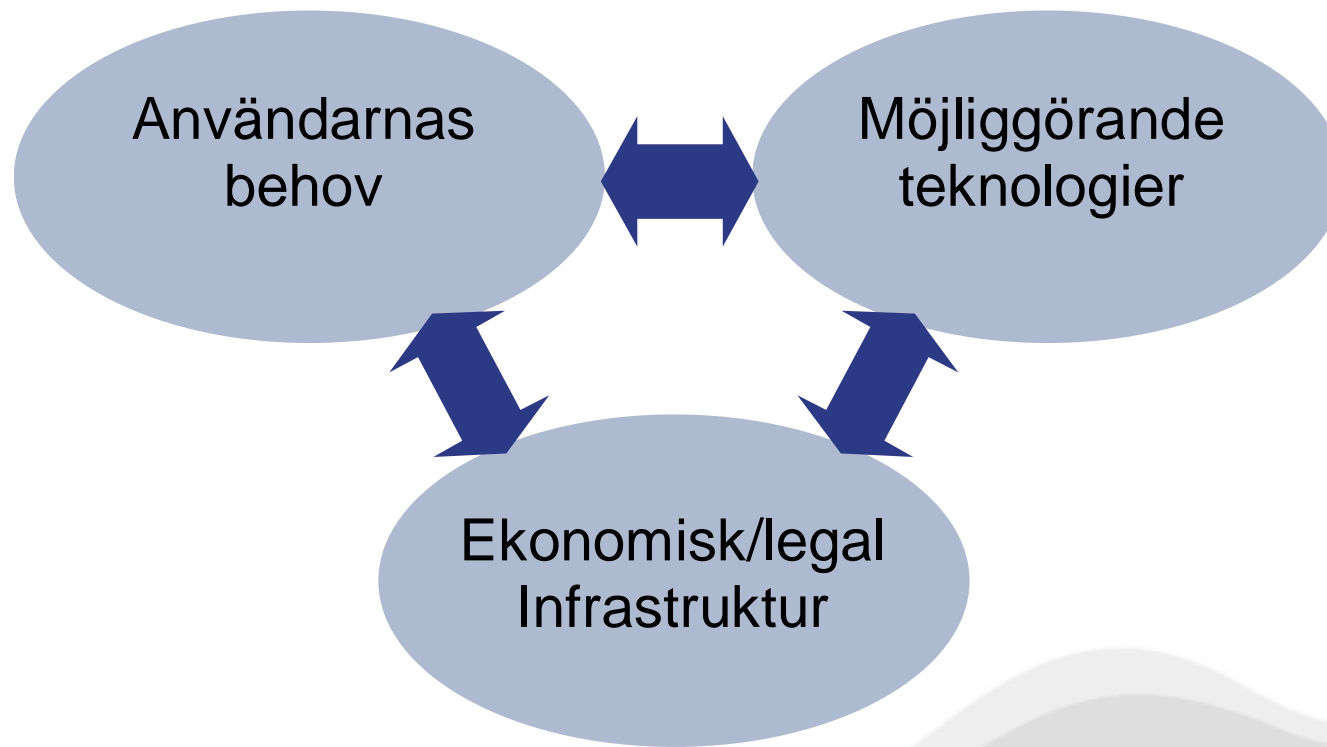 Användarnas
behov
Möjliggörande
teknologier
Ekonomisk/legal
Infrastruktur